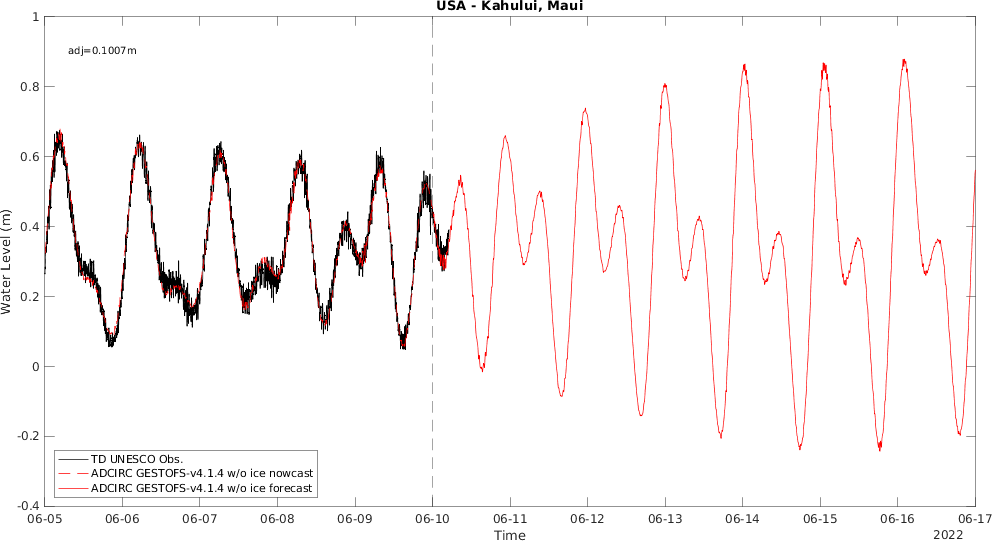 USA - Kahului, Maui
adj=0.1007m
Water Level (m)
1
0.8
0.6
0.4
0.2
0
-0.2
-0.4
TD UNESCO Obs.
ADCIRC GESTOFS-v4.1.4 w/o ice nowcast
ADCIRC GESTOFS-v4.1.4 w/o ice forecast
06-05 06-06 06-07 06-08 06-09 06-10 06-11 06-12 06-13 06-14 06-15 06-16 06-17
Time
2022